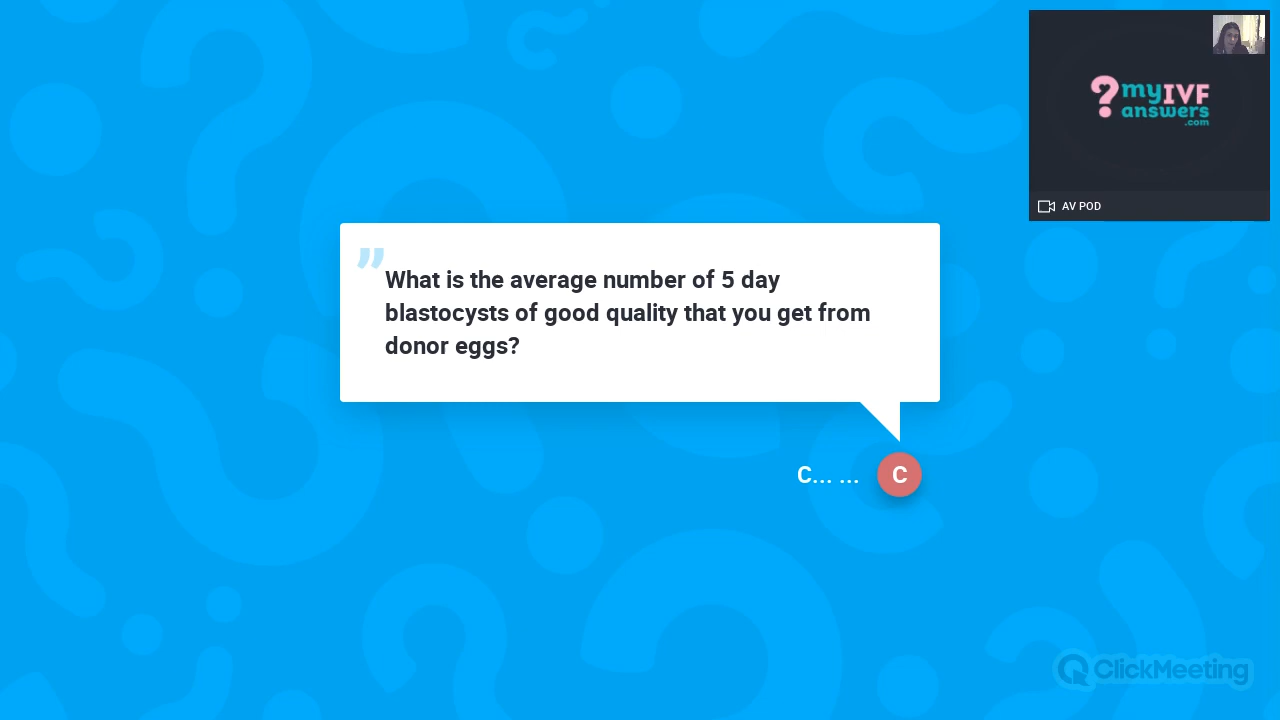 ?myIVF
answers
.com
AV POD
” What is the average number of 5 day
blastocysts of good quality that you get from
donor eggs?
C... ...
C
ClickMeeting